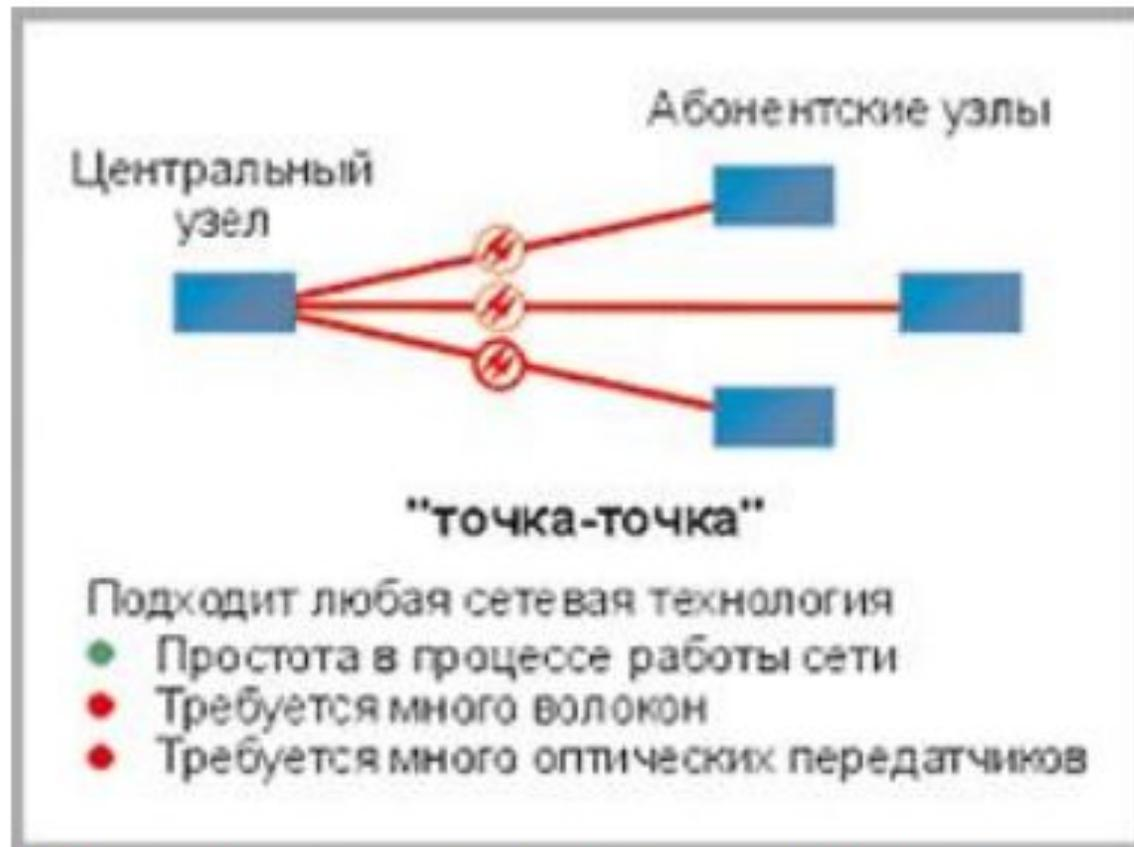 Абонентские узлы
Центральный
узел
"точка-точка"
Подходит любая сетевая технология
Простота в процессе работы сети
Требуется много волокон
Требуется много оптических передатчиков